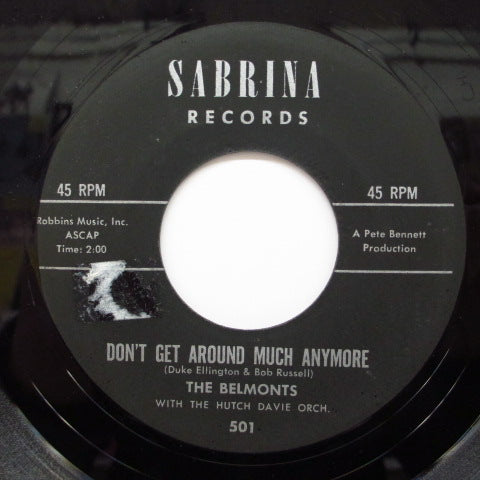 SABRINA
RECORDS
45 RPM
45 RPM
Robbins Music, Inc.
ASCAP
Time: 2:00
A Pete Bennett
Production
DON'T GET AROUND MUCH ANYMORE
(Duke Ellington & Bob Russell)
THE BELMONTS
WITH THE HUTCH DAVIE ORCH.
501